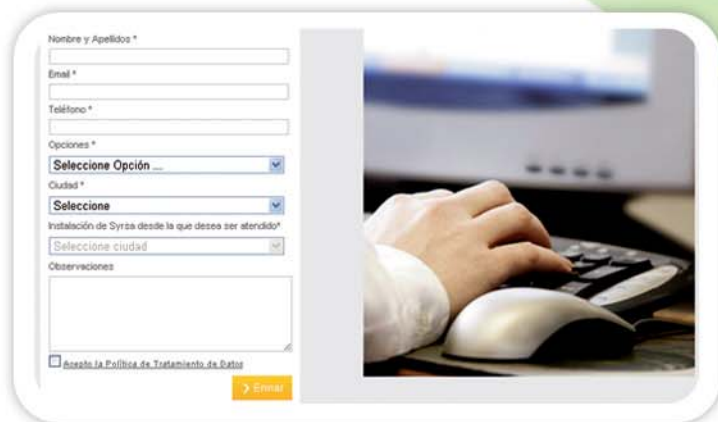 Nombre y Apellidos *
Email *
Teléfono *
Opciones *
Seleccione Opción ...
Ciudad *
Seleccione
Instalación de Syrsa desde la que desea ser atendido*
Seleccione ciudad
Observaciones
Acepto la Política de Tratamiento de Datos
> Enviar